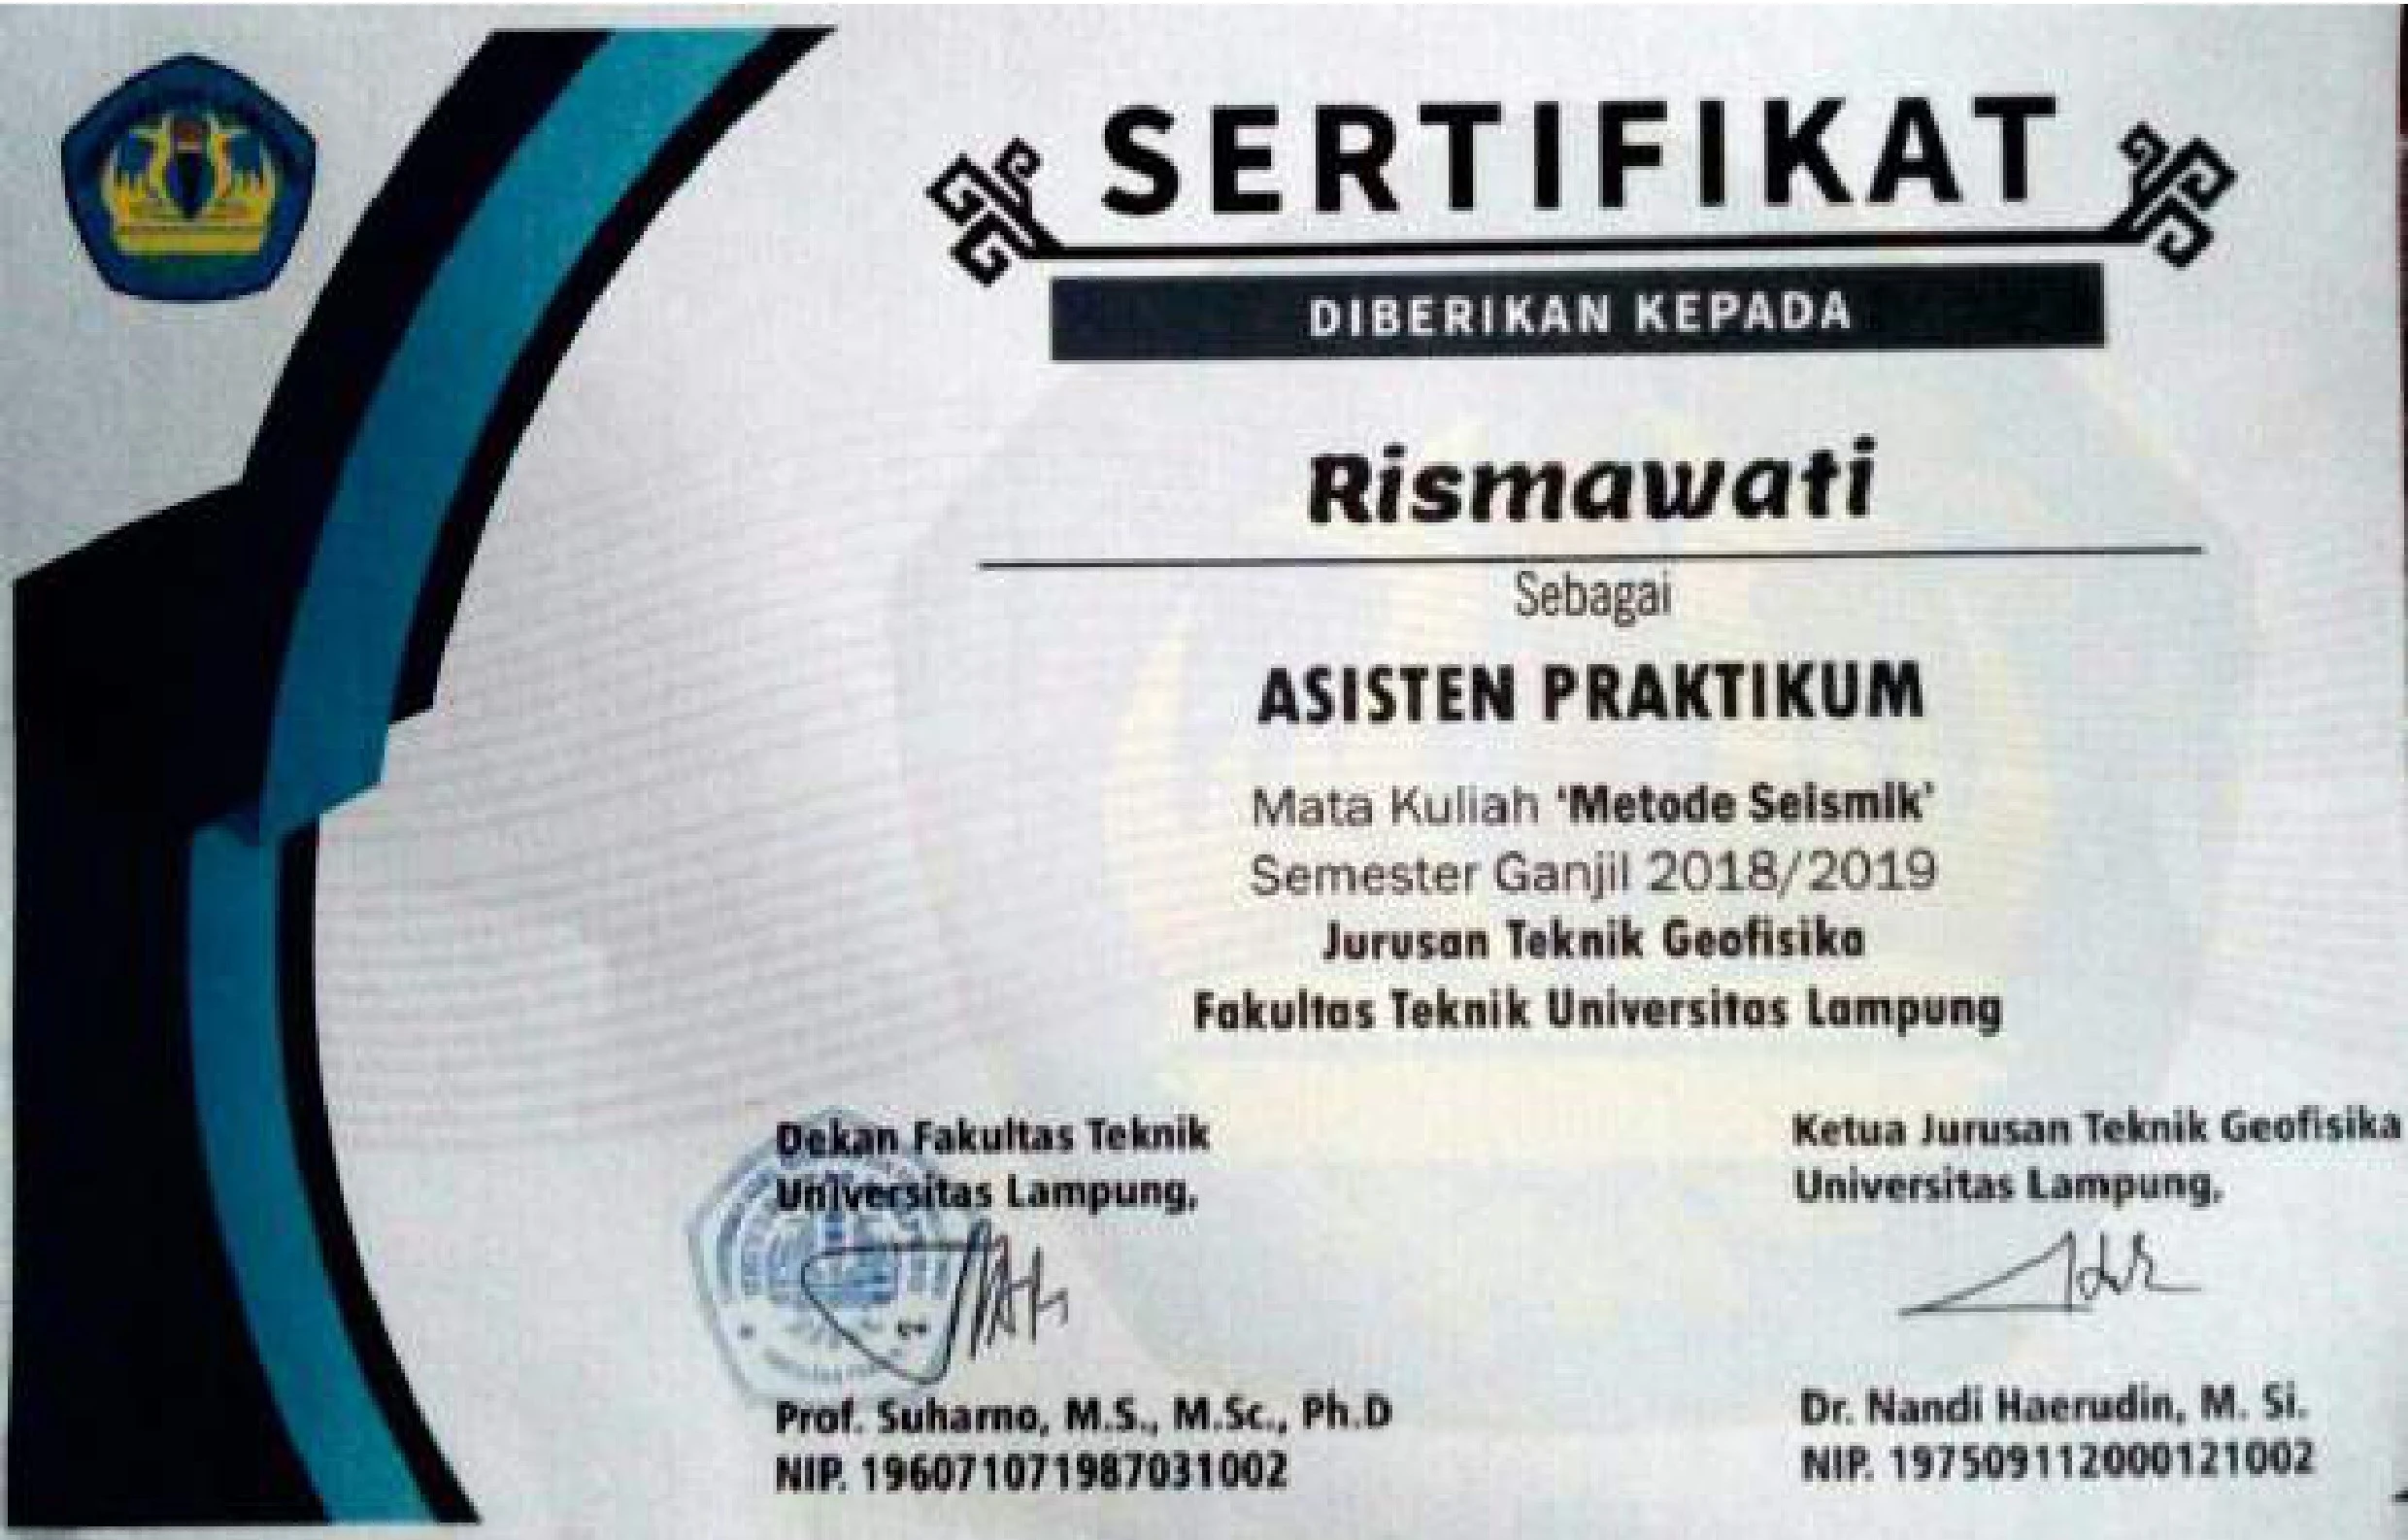 SERTIFIKAT
DIBERIKAN KEPADA
Rismawati
Sebagai
ASISTEN PRAKTIKUM
Mata Kuliah 'Metode Seismik'
Semester Ganjil 2018/2019
Jurusan Teknik Geofisika
Fakultas Teknik Universitas Lampung
Dekan Fakultas Teknik
Universitas Lampung,
Prof. Suharno, M.S., M.Sc., Ph.D
NIP. 196071071987031002
Ketua Jurusan Teknik Geofisika
Universitas Lampung,
Dr. Nandi Haerudin, M. Si.
NIP. 197509112000121002